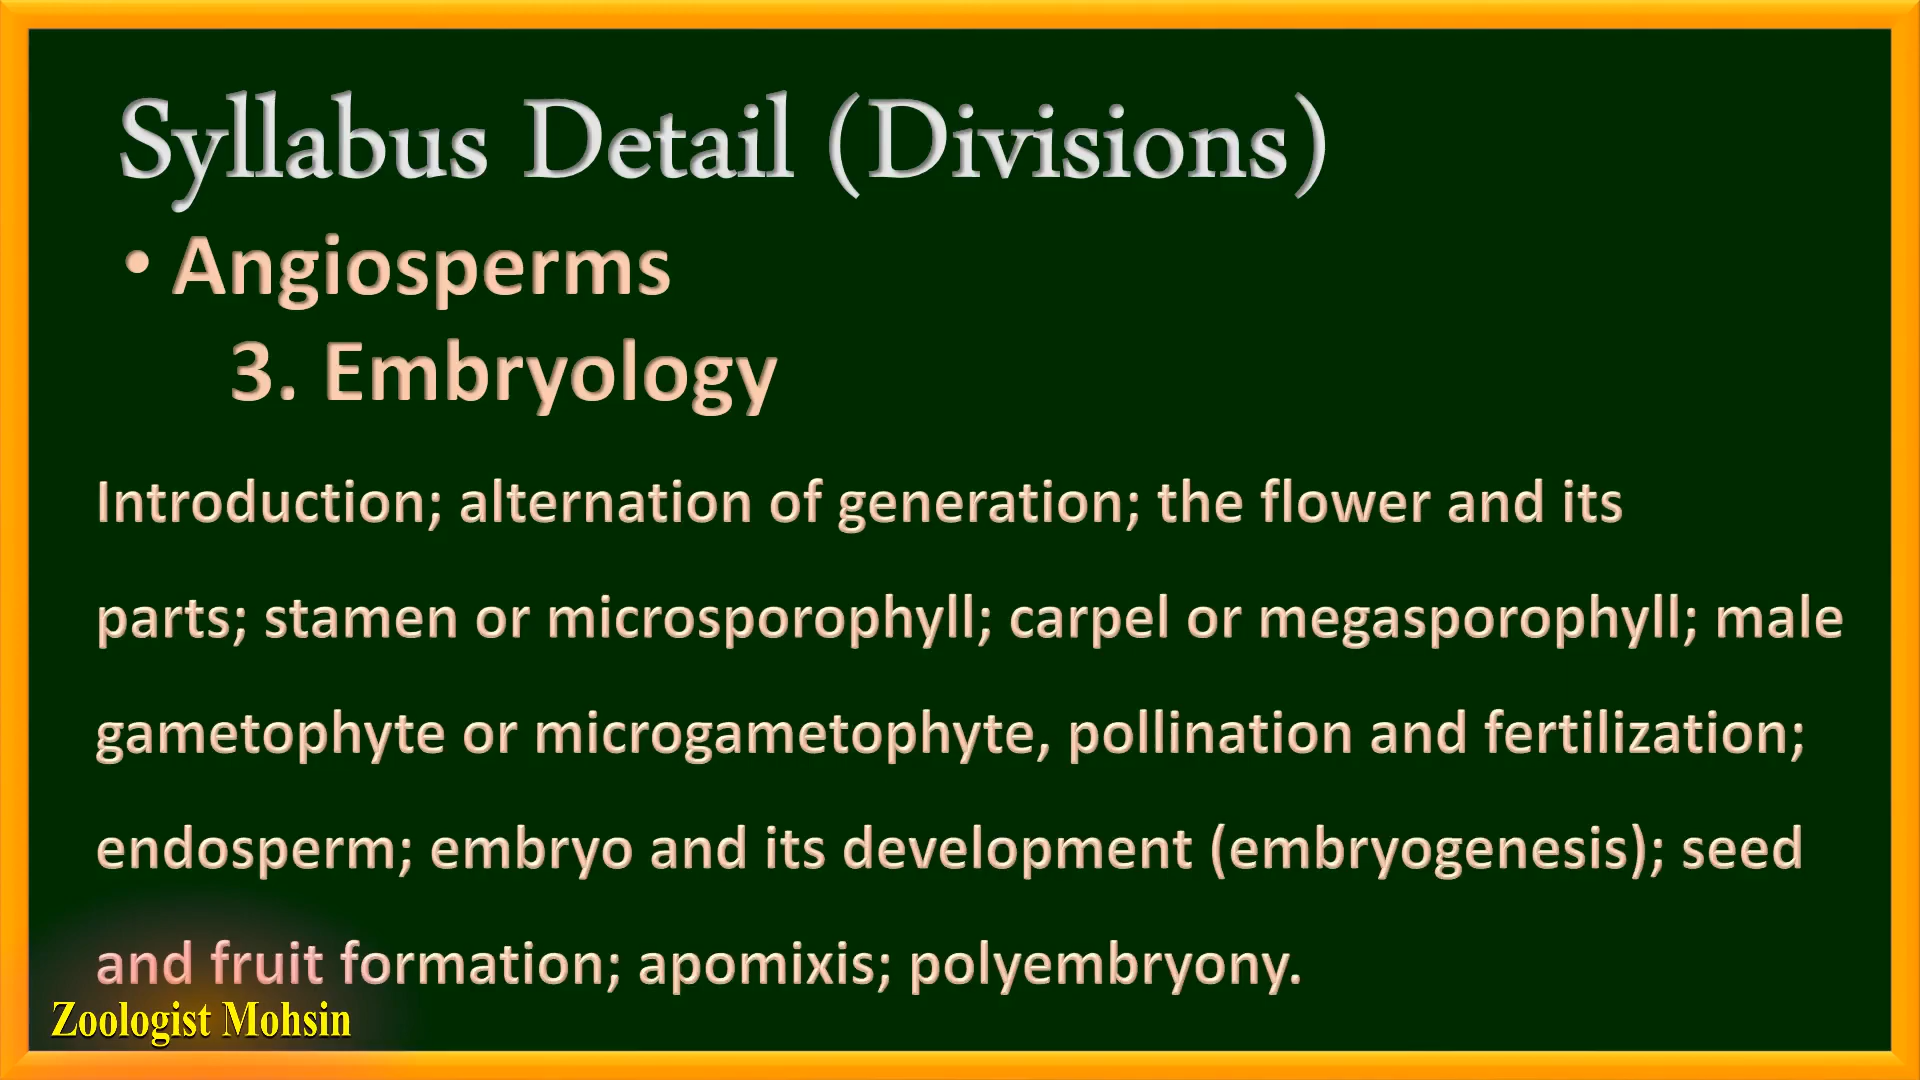 Syllabus Detail (Divisions)
• Angiosperms
3. Embryology
Introduction; alternation of generation; the flower and its
parts; stamen or microsporophyll; carpel or megasporophyll; male
gametophyte or microgametophyte, pollination and fertilization;
endosperm; embryo and its development (embryogenesis); seed
and fruit formation; apomixis; polyembryony.
Zoologist Mohsin